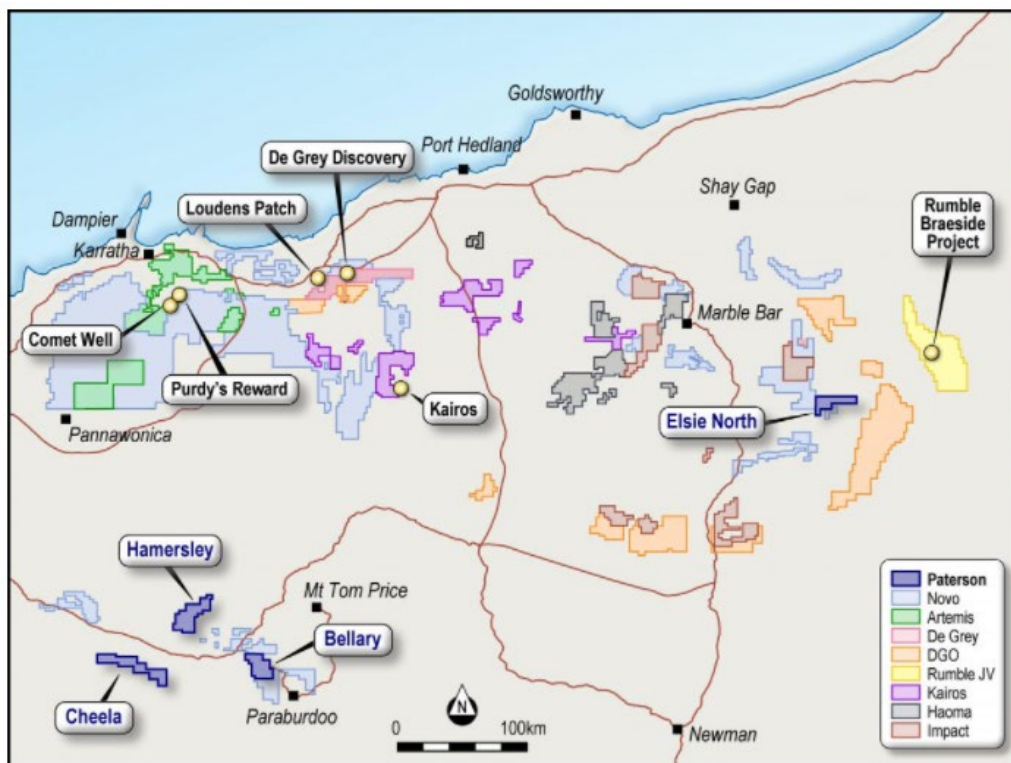 Goldsworthy
Port Hedland
De Grey Discovery
Loudens Patch
Shay Gap
Dampier
Karratha
Rumble
Braeside
Project
Comet Well
Purdy's Reward
Marble Bar
Kairos
Pannawonica
Elsie North
Hamersley
Mt Tom Price
Bellary
Cheela
Paraburdoo
N
0
100km
Newman
Paterson
Novo
Artemis
De Grey
DGO
Rumble JV
Kairos
Haoma
Impact